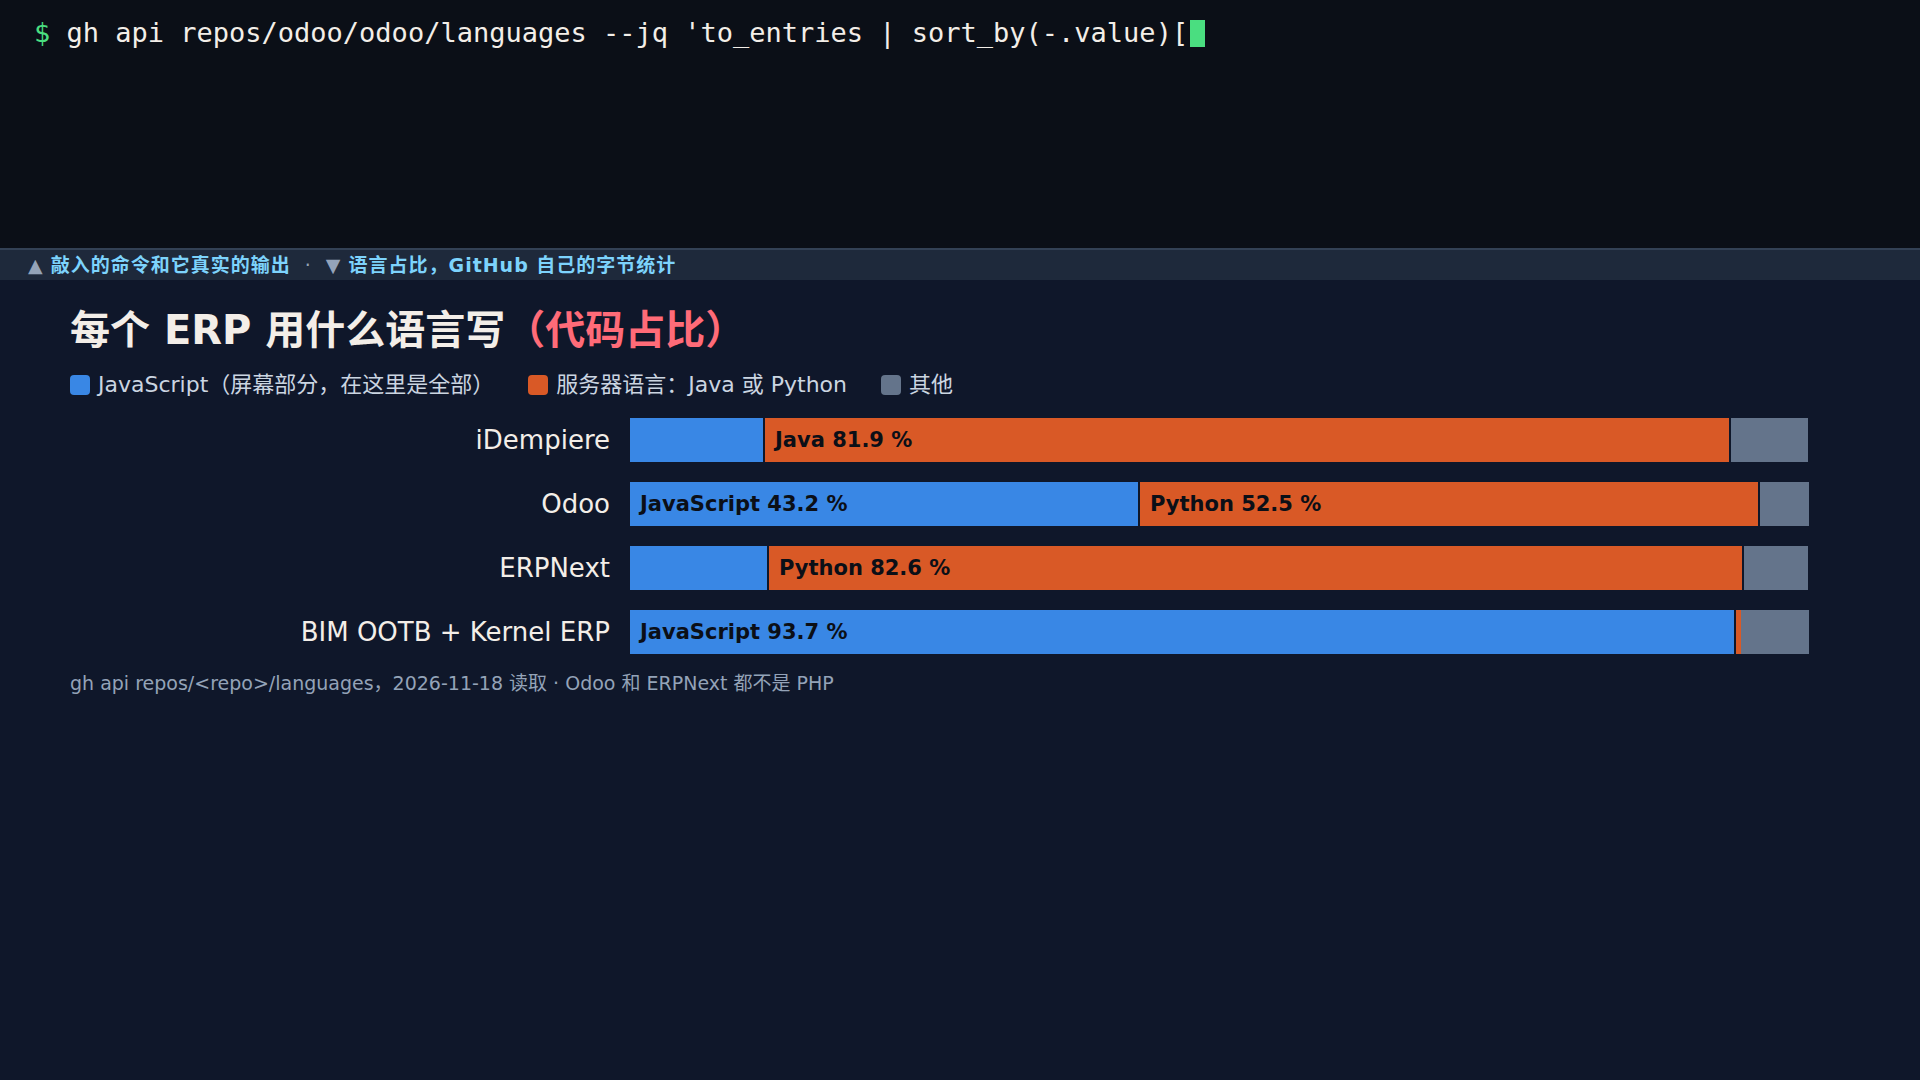 $ gh api repos/odoo/odoo/languages --jq 'to_entries | sort_by(-.value)[
▲ 敲入的命令和它真实的输出 · ▼ 语言占比，GitHub 自己的字节统计
每个 ERP 用什么语言写（代码占比）
JavaScript（屏幕部分，在这里是全部） 服务器语言：Java 或 Python 其他
iDempiere Java 81.9 %
Odoo JavaScript 43.2 % Python 52.5 %
ERPNext Python 82.6 %
BIM OOTB + Kernel ERP JavaScript 93.7 %
gh api repos/<repo>/languages，2026-11-18 读取 · Odoo 和 ERPNext 都不是 PHP